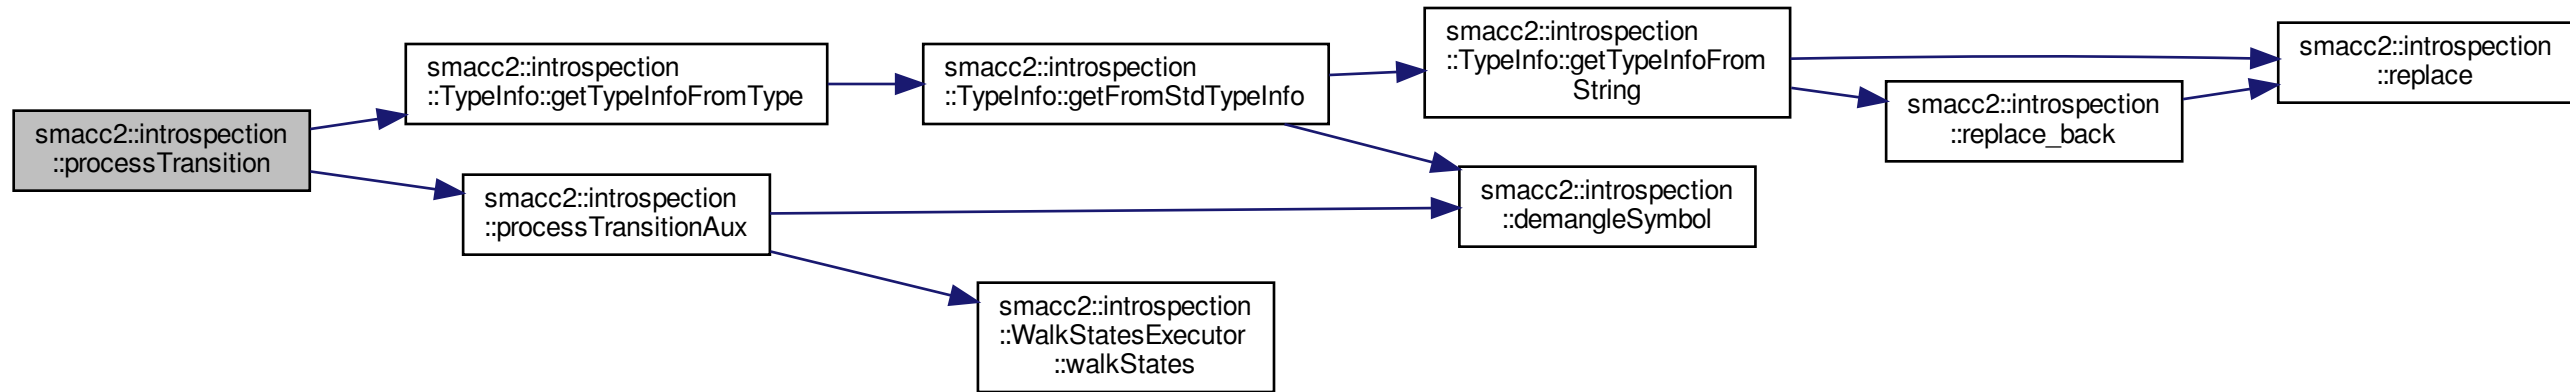 smacc2::introspection
::processTransition
smacc2::introspection
::TypeInfo::getTypeInfoFromType
smacc2::introspection
::TypeInfo::getFromStdTypeInfo
smacc2::introspection
::TypeInfo::getTypeInfoFrom
String
smacc2::introspection
::replace
smacc2::introspection
::replace_back
smacc2::introspection
::demangleSymbol
smacc2::introspection
::processTransitionAux
smacc2::introspection
::WalkStatesExecutor
::walkStates